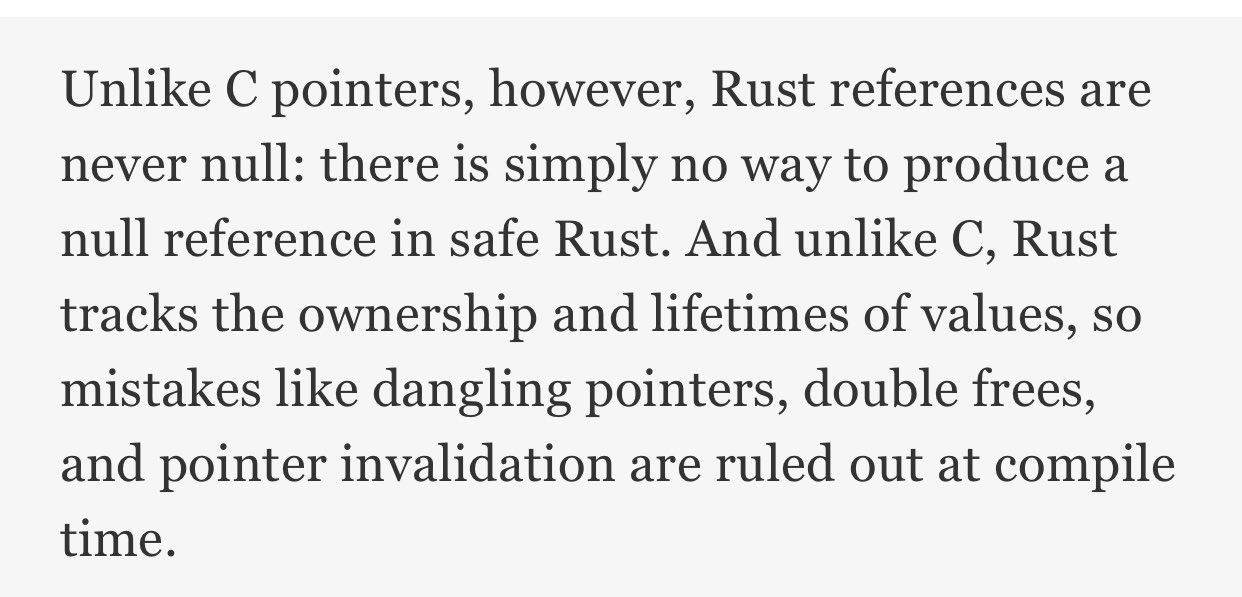 Unlike C pointers, however, Rust references are
never null: there is simply no way to produce a
null reference in safe Rust. And unlike C, Rust
tracks the ownership and lifetimes of values, so
mistakes like dangling pointers, double frees,
and pointer invalidation are ruled out at compile
time.